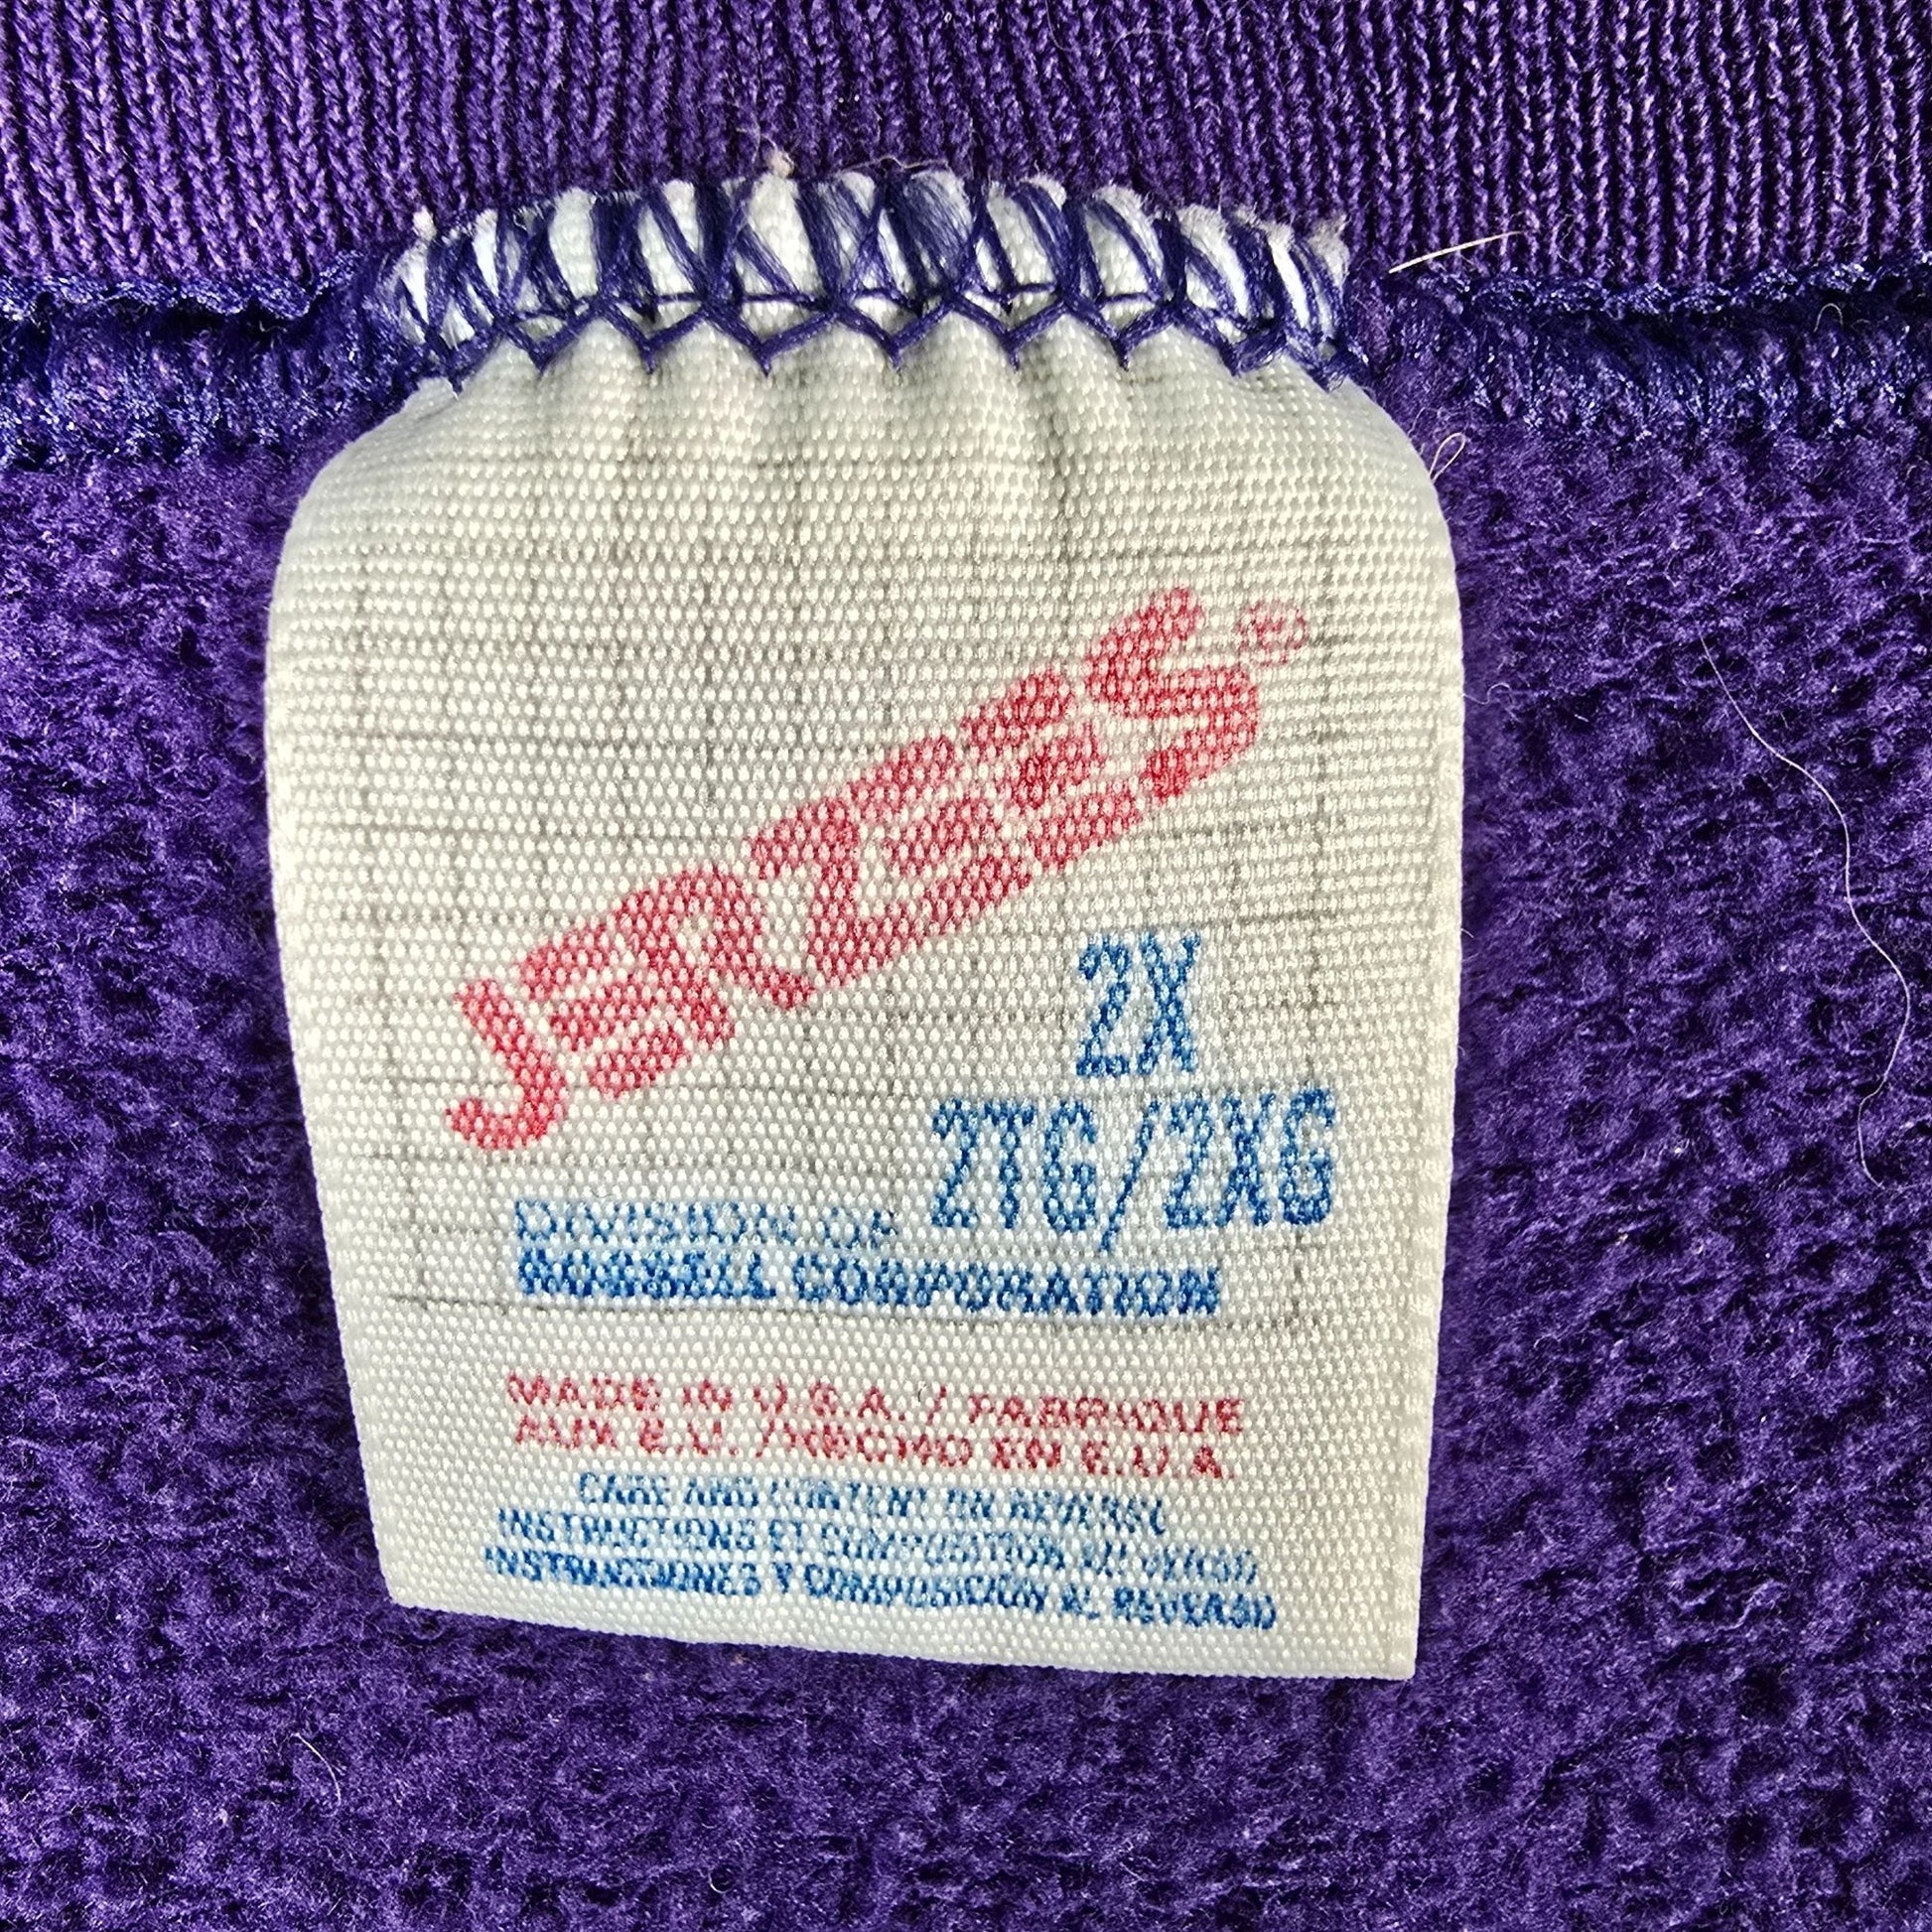 JERZEES®
2X
2TG/2XG
DIVISION OF
RUSSELL CORPORATION
MADE IN U.S.A. / FABRIQUE
AUX E.U. / HECHO EN E.U.A.
CARE AND CONTENT ON REVERSE
INSTRUCTIONS ET COMPOSITION AU VERSO
INSTRUCCIONES Y COMPOSICION AL REVERSO